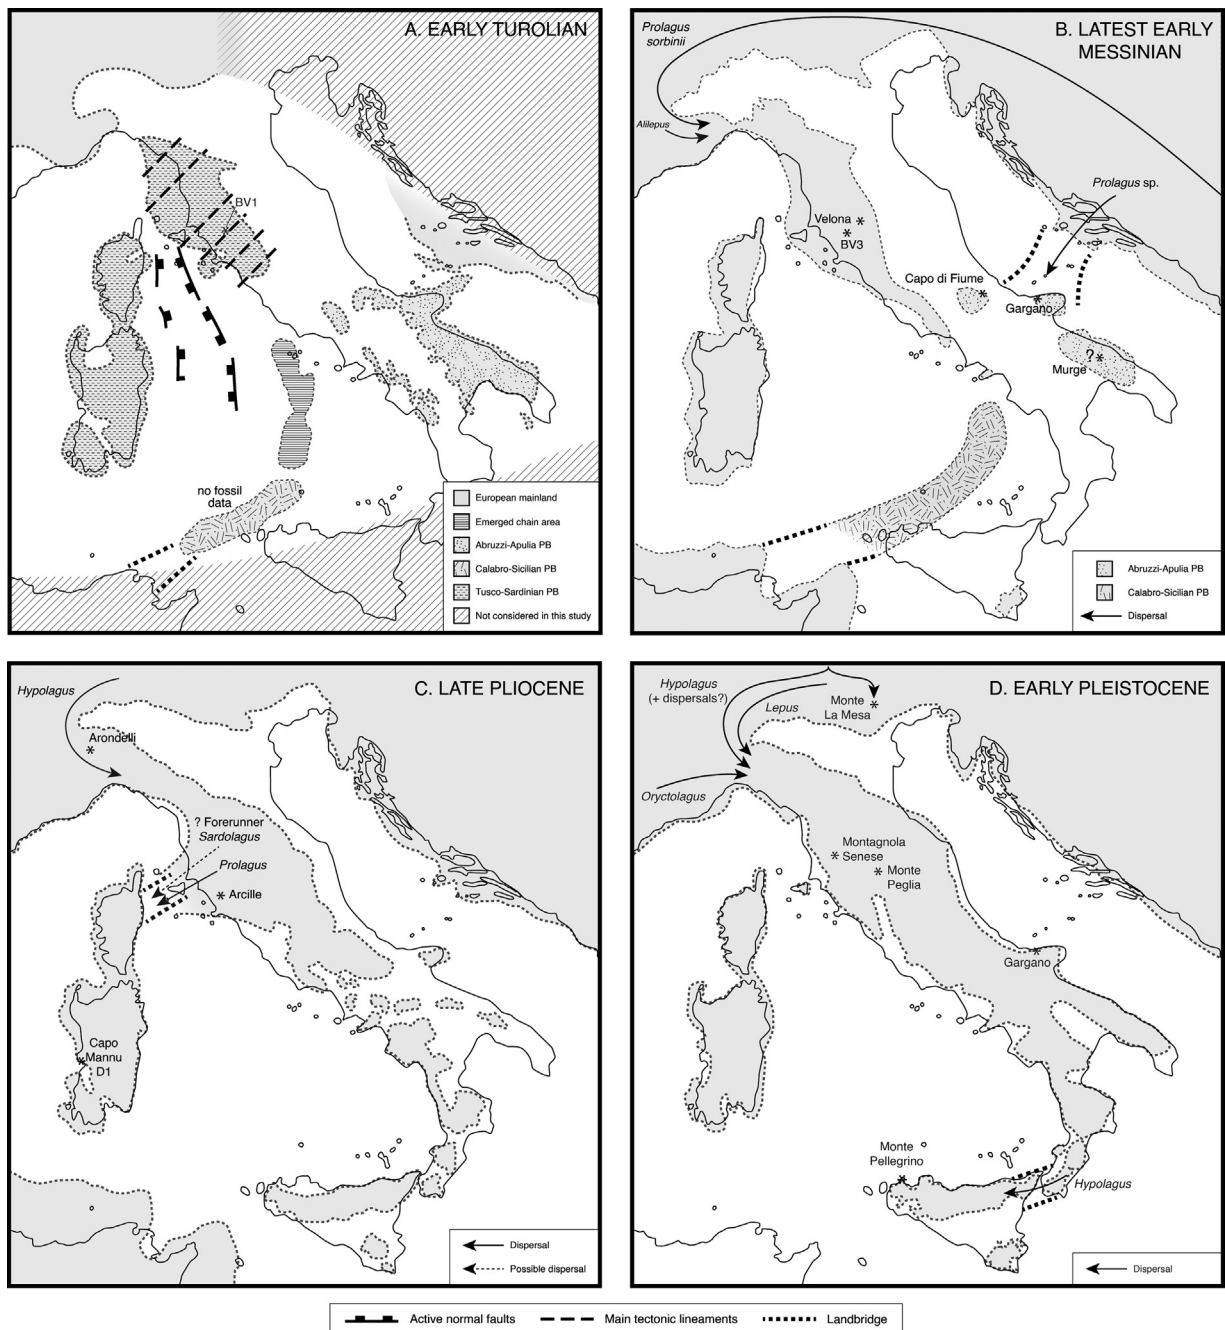 A. EARLY TUROLIAN
BV1
no fossil
data
European mainland
Emerged chain area
Abruzzi-Apulia PB
Calabro-Sicilian PB
Tusco-Sardinian PB
Not considered in this study
B. LATEST EARLY
MESSINIAN
Prolagus
sorbinii
Alilepus
Prolagus sp.
Velona
BV3
Capo di Fiume
Gargano
?
Murge
Abruzzi-Apulia PB
Calabro-Sicilian PB
Dispersal
C. LATE PLIOCENE
Hypolagus
Arondelli
? Forerunner
Sardolagus
Prolagus
Arcille
Capo
Mannu
D1
Dispersal
Possible dispersal
D. EARLY PLEISTOCENE
Hypolagus
(+ dispersals?)
Lepus
Monte
La Mesa
Oryctolagus
Montagnola
Senese
Monte
Peglia
Gargano
Monte
Pellegrino
Hypolagus
Dispersal
Active normal faults
Main tectonic lineaments
Landbridge